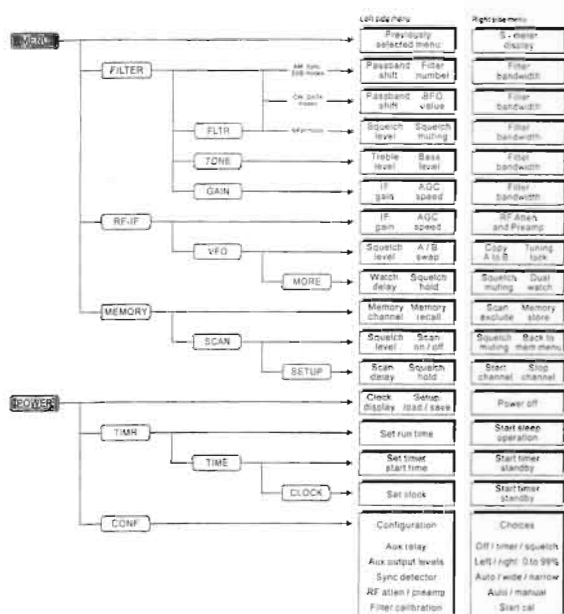 Left side menu
Right side menu
MENU
Previously selected menu
S - meter display
FILTER
AM, Sync
SSB modes
Passband shift
Filter number
Filter bandwidth
CW, DATA
modes
Passband shift
BFO value
Filter bandwidth
FLTR
Squelch level
Squelch muting
Filter bandwidth
TONE
Treble level
Bass level
Filter bandwidth
GAIN
IF gain
AGC speed
Filter bandwidth
RF-IF
IF gain
AGC speed
RF Atten and Preamp
VFO
Squelch level
A / B swap
Copy A to B
Tuning lock
MORE
Watch delay
Squelch hold
Squelch muting
Dual watch
MEMORY
Memory channel
Memory recall
Scan exclude
Memory store
SCAN
Squelch level
Scan on / off
Squelch muting
Back to mem menu
SETUP
Scan delay
Squelch hold
Start channel
Stop channel
POWER
Clock display
Setup load / save
Power off
TIMR
Set run time
Start sleep operation
TIME
Set timer start time
Start timer standby
CLOCK
Set clock
Start timer standby
CONF
Configuration
Choices
Aux relay
Off / timer / squelch
Aux output levels
Left / right 0 to 99%
Sync detector
Auto / wide / narrow
RF atten / preamp
Auto / manual
Filter calibration
Start cal